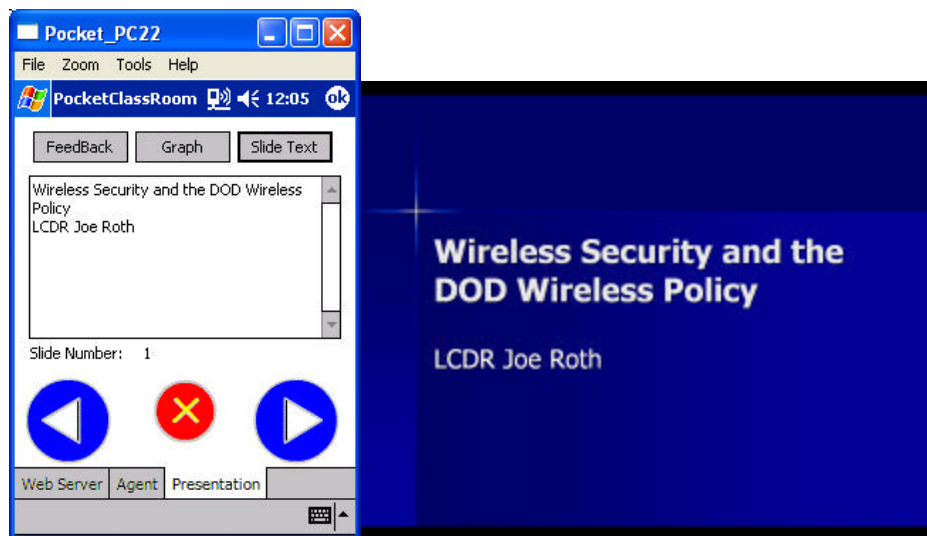 Pocket_PC22
File Zoom Tools Help
PocketClassRoom 12:05 ok
FeedBack Graph Slide Text
Wireless Security and the DOD Wireless
Policy
LCDR Joe Roth
Slide Number: 1
Web Server Agent Presentation
Wireless Security and the
DOD Wireless Policy
LCDR Joe Roth